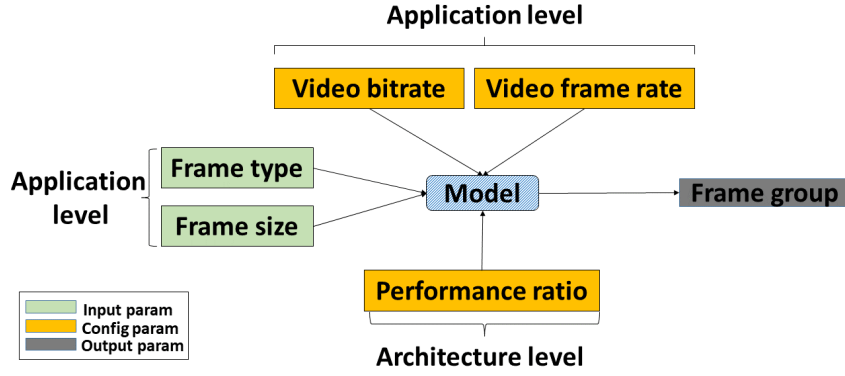 Application level
Video bitrate
Video frame rate
Application
level
Frame type
Frame size
Model
Frame group
Performance ratio
Architecture level
Input param
Config param
Output param